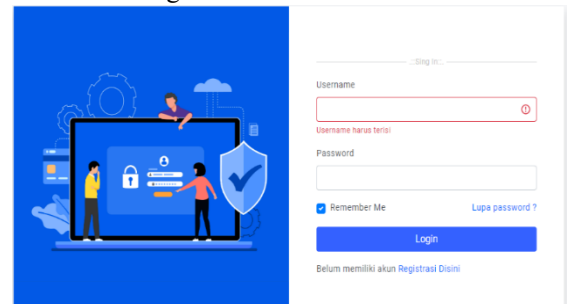 ..::Sing In::..
Username
Username harus terisi
Password
Remember Me
Lupa password ?
Login
Belum memiliki akun Registrasi Disini